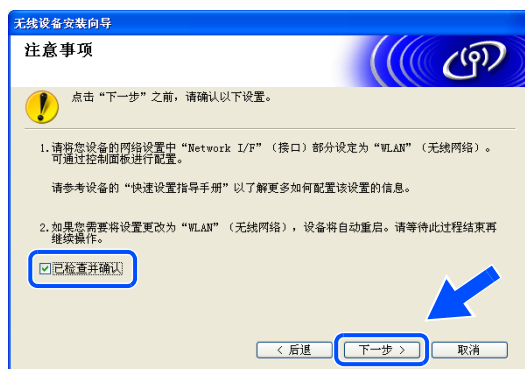 无线设备安装向导
注意事项
点击“下一步”之前，请确认以下设置。
1.请将您设备的网络设置中“Network I/F”（接口）部分设定为“WLAN”（无线网络）。
可通过控制面板进行配置。
请参考设备的“快速设置指导手册”以了解更多如何配置该设置的信息。
2.如果您需要将设置更改为“WLAN”（无线网络），设备将自动重启。请等待此过程结束再
继续操作。
已检查并确认
< 后退
下一步 >
取消